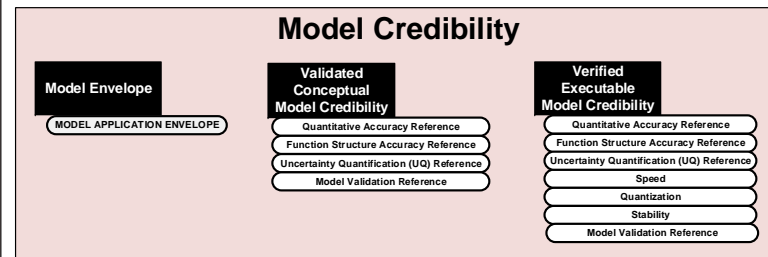 Model Credibility
Model Envelope
MODEL APPLICATION ENVELOPE
Validated
Conceptual
Model Credibility
Quantitative Accuracy Reference
Function Structure Accuracy Reference
Uncertainty Quantification (UQ) Reference
Model Validation Reference
Verified
Executable
Model Credibility
Quantitative Accuracy Reference
Function Structure Accuracy Reference
Uncertainty Quantification (UQ) Reference
Speed
Quantization
Stability
Model Validation Reference